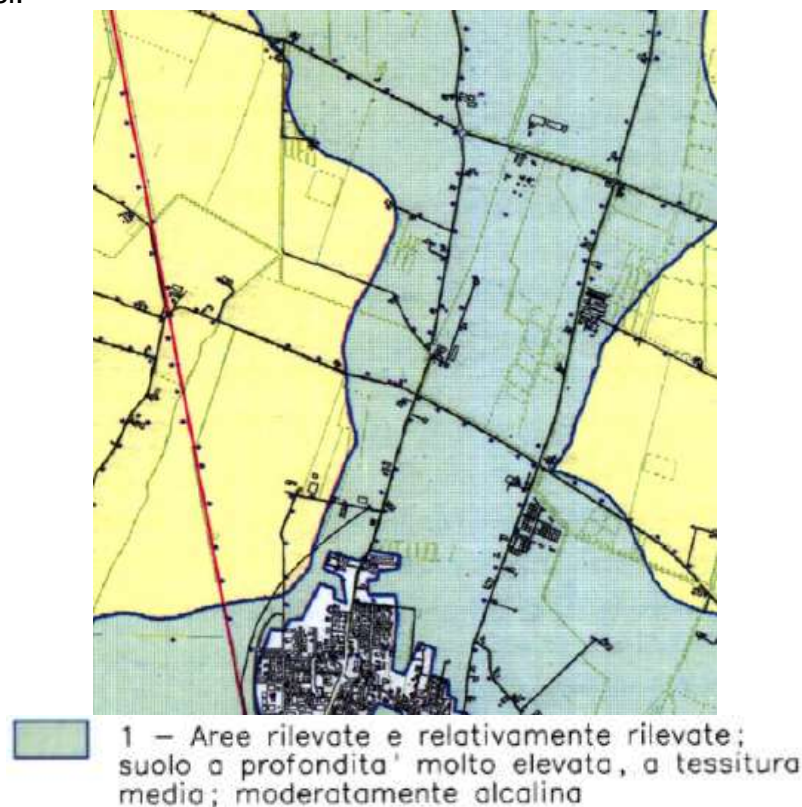 1 – Aree rilevate e relativamente rilevate;
suolo a profondita' molto elevata, a tessitura
media; moderatamente alcalina